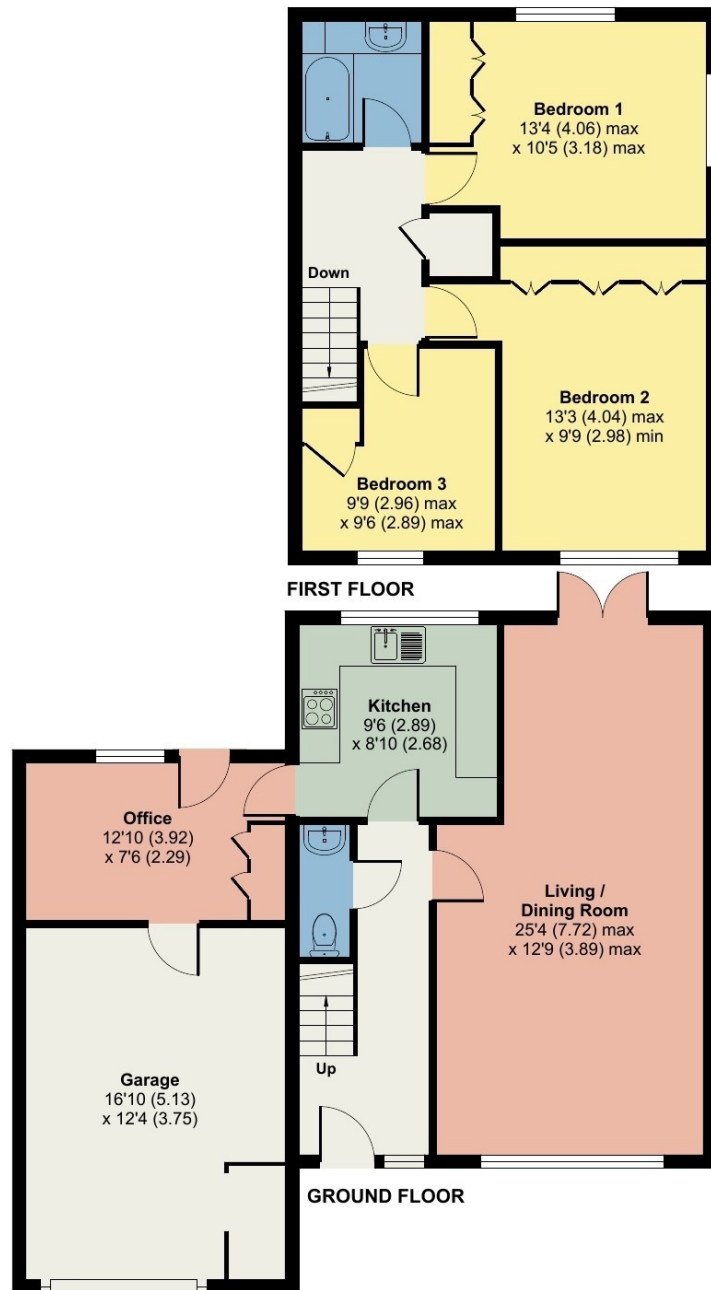 Bedroom 1
13'4 (4.06) max
x 10'5 (3.18) max
Down
Bedroom 2
13'3 (4.04) max
x 9'9 (2.98) min
Bedroom 3
9'9 (2.96) max
x 9'6 (2.89) max
FIRST FLOOR
Kitchen
9'6 (2.89)
x 8'10 (2.68)
Office
12'10 (3.92)
x 7'6 (2.29)
Living /
Dining Room
25'4 (7.72) max
x 12'9 (3.89) max
Up
Garage
16'10 (5.13)
x 12'4 (3.75)
GROUND FLOOR